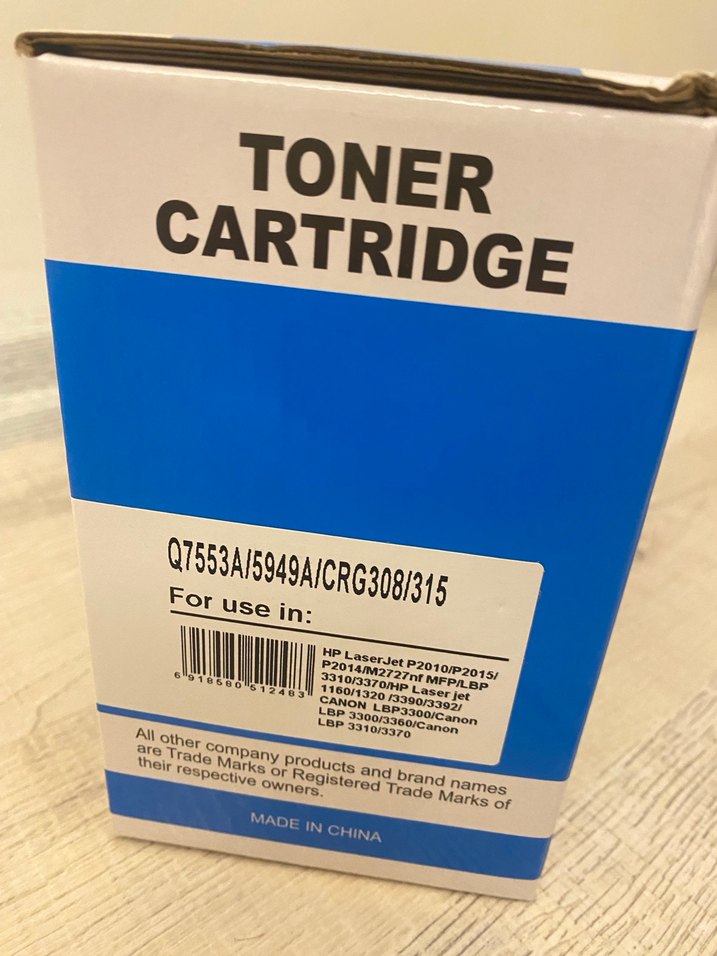 TONER
CARTRIDGE
Q7553A/5949A/CRG308/315
For use in:
HP LaserJet P2010/P2015/
P2014/M2727nf MFP/LBP
3310/3370/HP Laser jet
1160/1320 /3390/3392/
CANON LBP3300/Canon
LBP 3300/3360/Canon
LBP 3310/3370
6 918580 512483
All other company products and brand names
are Trade Marks or Registered Trade Marks of
their respective owners.
MADE IN CHINA